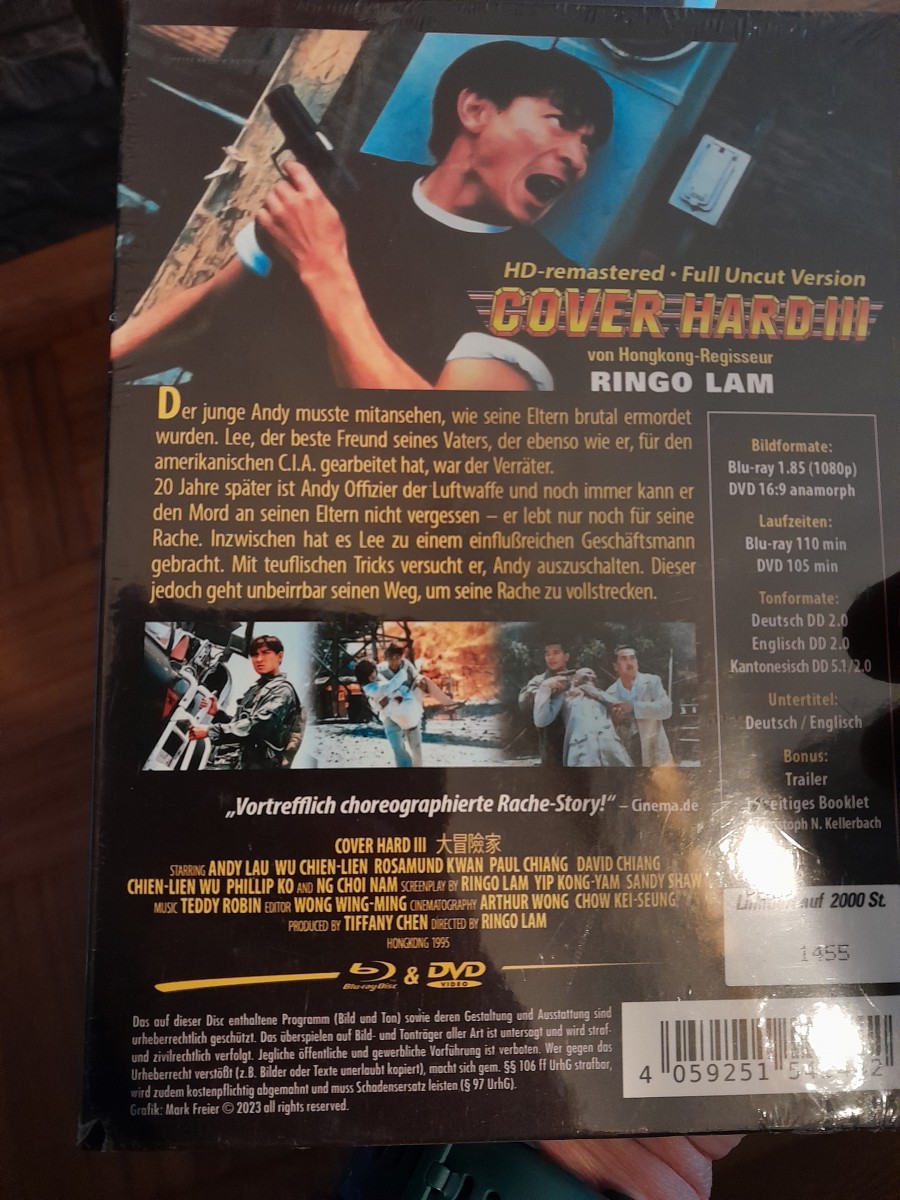 HD-remastered • Full Uncut Version
COVER HARD III
von Hongkong-Regisseur
RINGO LAM
Der junge Andy musste mitansehen, wie seine Eltern brutal ermordet
wurden. Lee, der beste Freund seines Vaters, der ebenso wie er, für den
amerikanischen C.I.A. gearbeitet hat, war der Verräter.
20 Jahre später ist Andy Offizier der Luftwaffe und noch immer kann er
den Mord an seinen Eltern nicht vergessen – er lebt nur noch für seine
Rache. Inzwischen hat es Lee zu einem einflußreichen Geschäftsmann
gebracht. Mit teuflischen Tricks versucht er, Andy auszuschalten. Dieser
jedoch geht unbeirrbar seinen Weg, um seine Rache zu vollstrecken.
Bildformate:
Blu-ray 1.85 (1080p)
DVD 16:9 anamorph
Laufzeiten:
Blu-ray 110 min
DVD 105 min
Tonformate:
Deutsch DD 2.0
Englisch DD 2.0
Kantonesisch DD 5.1/2.0
Untertitel:
Deutsch / Englisch
Bonus:
Trailer
Booklet
N. Kellerbach
„Vortrefflich choreographierte Rache-Story!“ – Cinema.de
COVER HARD III 大冒險家
STARRING ANDY LAU WU CHIEN-LIEN ROSAMUND KWAN PAUL CHIANG DAVID CHIANG
CHIEN-LIEN WU PHILLIP KO AND NG CHOI NAM SCREENPLAY BY RINGO LAM YIP KONG-YAM SANDY SHAW
MUSIC TEDDY ROBIN EDITOR WONG WING-MING CINEMATOGRAPHY ARTHUR WONG CHOW KEI-SEUNG
PRODUCED BY TIFFANY CHEN DIRECTED BY RINGO LAM
HONGKONG 1995
Blu-ray Disc & DVD VIDEO
auf 2000 St.
1455
Das auf dieser Disc enthaltene Programm (Bild und Ton) sowie deren Gestaltung und Ausstattung sind
urheberrechtlich geschützt. Das überspielen auf Bild- und Tonträger aller Art ist untersagt und wird straf-
und zivilrechtlich verfolgt. Jegliche öffentliche und gewerbliche Vorführung ist verboten. Wer gegen das
Urheberrecht verstößt (z.B. Bilder oder Texte unerlaubt kopiert), macht sich gem. §§ 106 ff UrhG strafbar,
wird zudem kostenpflichtig abgemahnt und muss Schadensersatz leisten (§ 97 UrhG).
Grafik: Mark Freier © 2023 all rights reserved.
4 059251